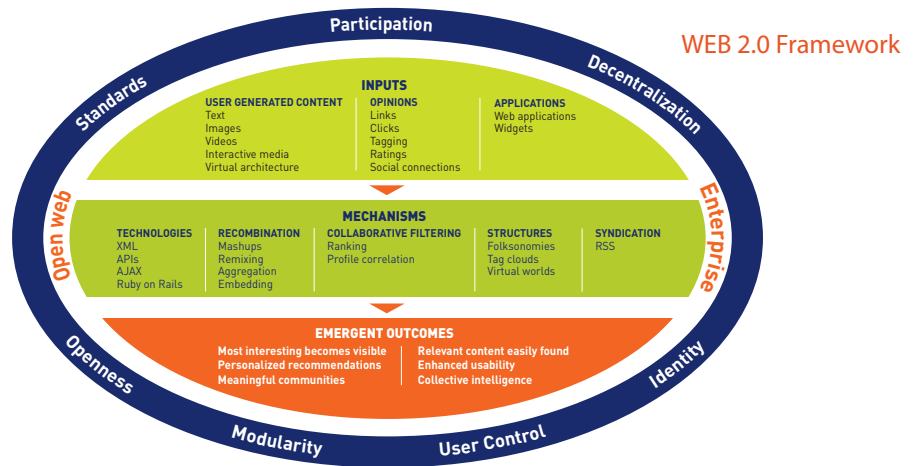 WEB 2.0 Framework
Participation
Standards
Decentralization
INPUTS
USER GENERATED CONTENT
Text
Images
Videos
Interactive media
Virtual architecture
OPINIONS
Links
Clicks
Tagging
Ratings
Social connections
APPLICATIONS
Web applications
Widgets
Open web
Enterprise
MECHANISMS
TECHNOLOGIES
XML
APIs
AJAX
Ruby on Rails
RECOMBINATION
Mashups
Remixing
Aggregation
Embedding
COLLABORATIVE FILTERING
Ranking
Profile correlation
STRUCTURES
Folksonomies
Tag clouds
Virtual worlds
SYNDICATION
RSS
EMERGENT OUTCOMES
Most interesting becomes visible
Personalized recommendations
Meaningful communities
Relevant content easily found
Enhanced usability
Collective intelligence
Openness
Identity
Modularity
User Control